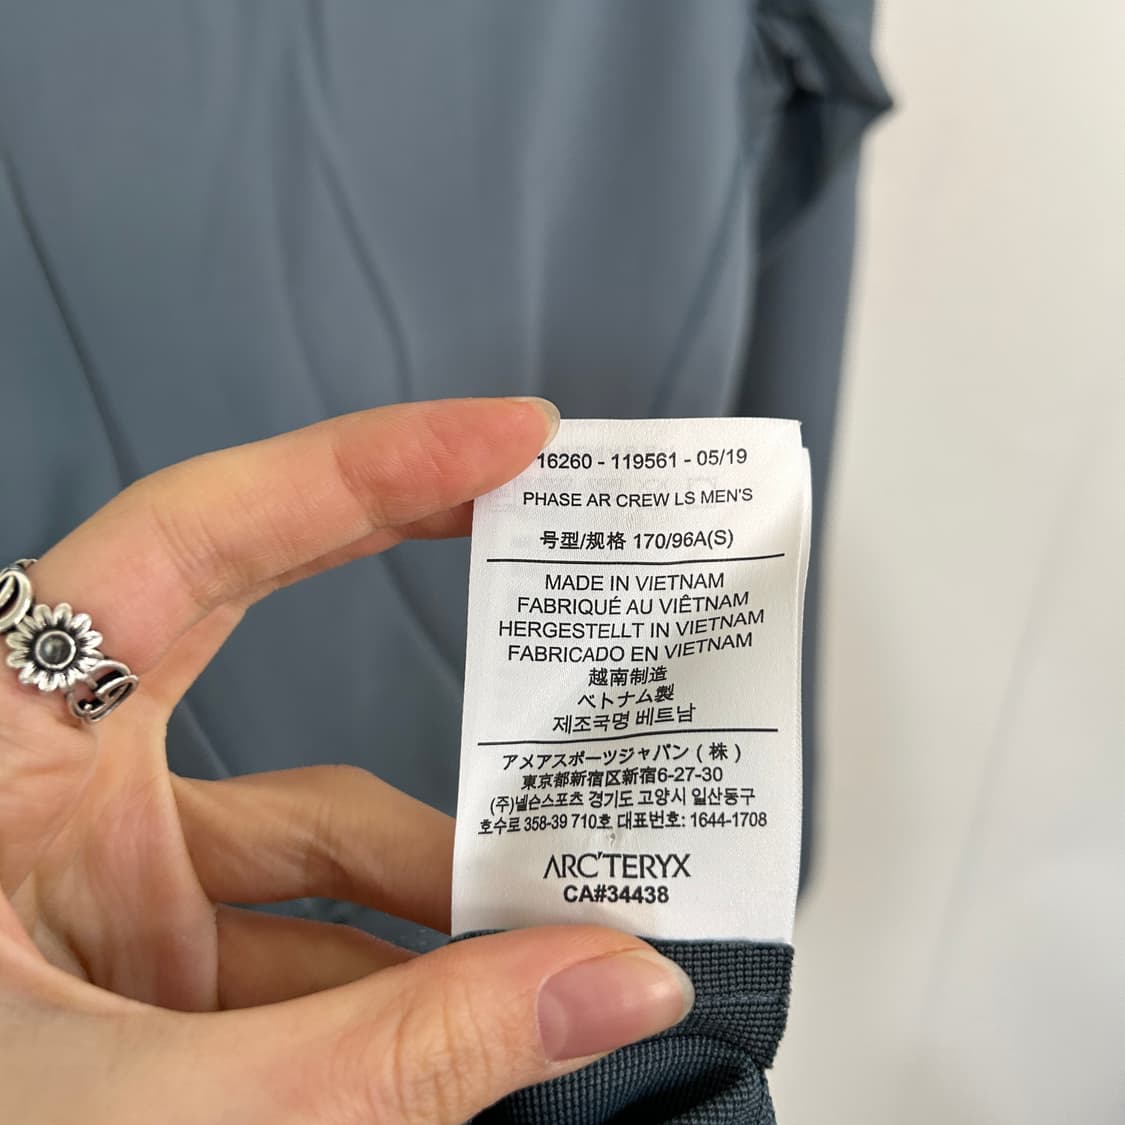 16260 - 119561 - 05/19
PHASE AR CREW LS MEN'S
号型/规格 170/96A(S)
MADE IN VIETNAM
FABRIQUÉ AU VIÊTNAM
HERGESTELLT IN VIETNAM
FABRICADO EN VIETNAM
越南制造
ベトナム製
제조국명 베트남
アメアスポーツジャパン ( 株 )
東京都新宿区新宿6-27-30
(주)넬슨스포츠 경기도 고양시 일산동구
호수로 358-39 710호 대표번호: 1644-1708
ARC'TERYX
CA#34438